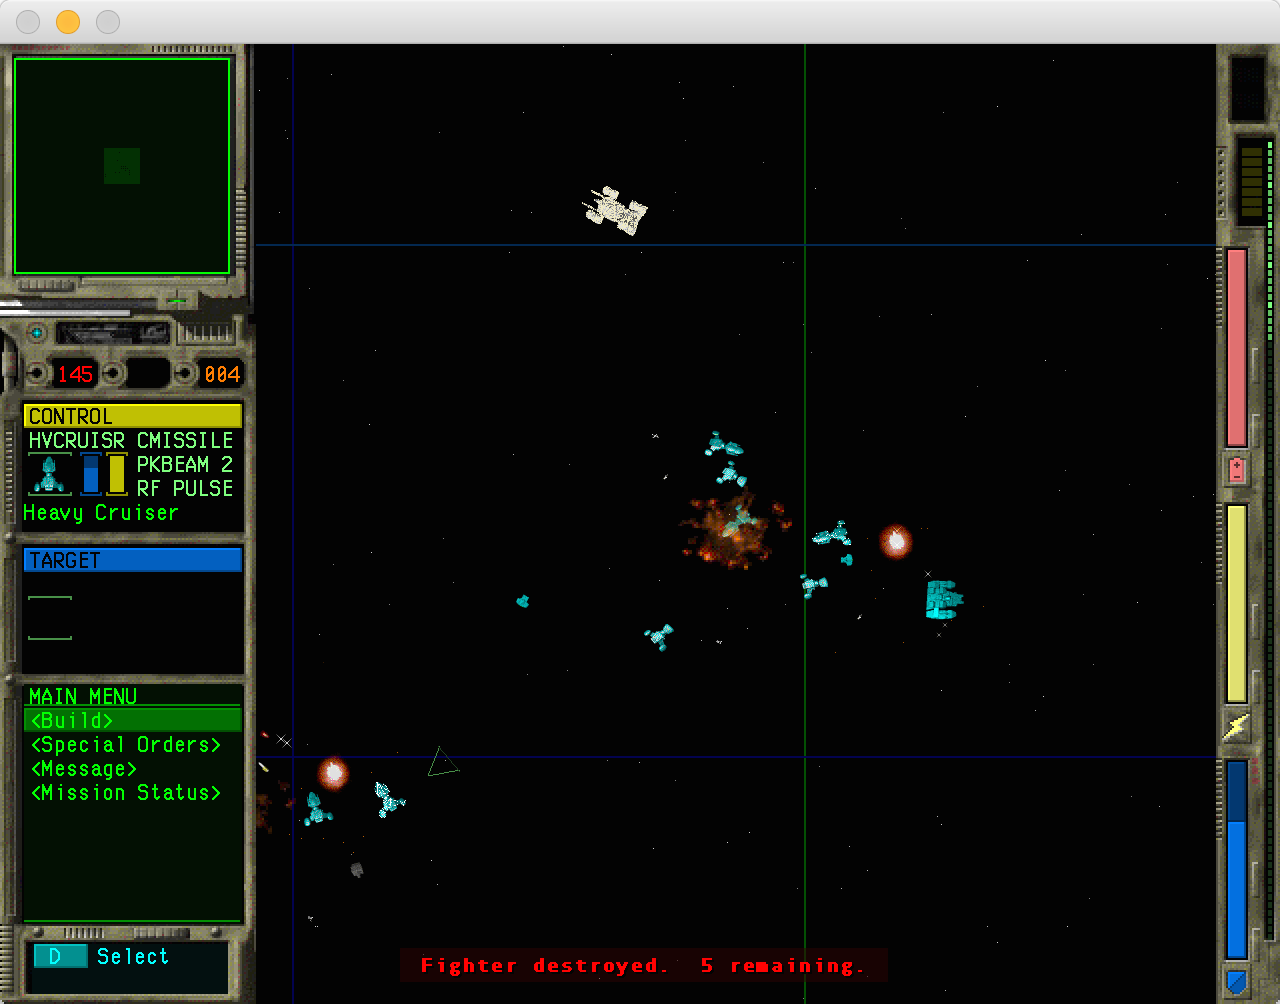 145
004
CONTROL
HVCRUISR CMISSILE
PKBEAM 2
RF PULSE
Heavy Cruiser
TARGET
MAIN MENU
<Build>
<Special Orders>
<Message>
<Mission Status>
D Select
Fighter destroyed. 5 remaining.